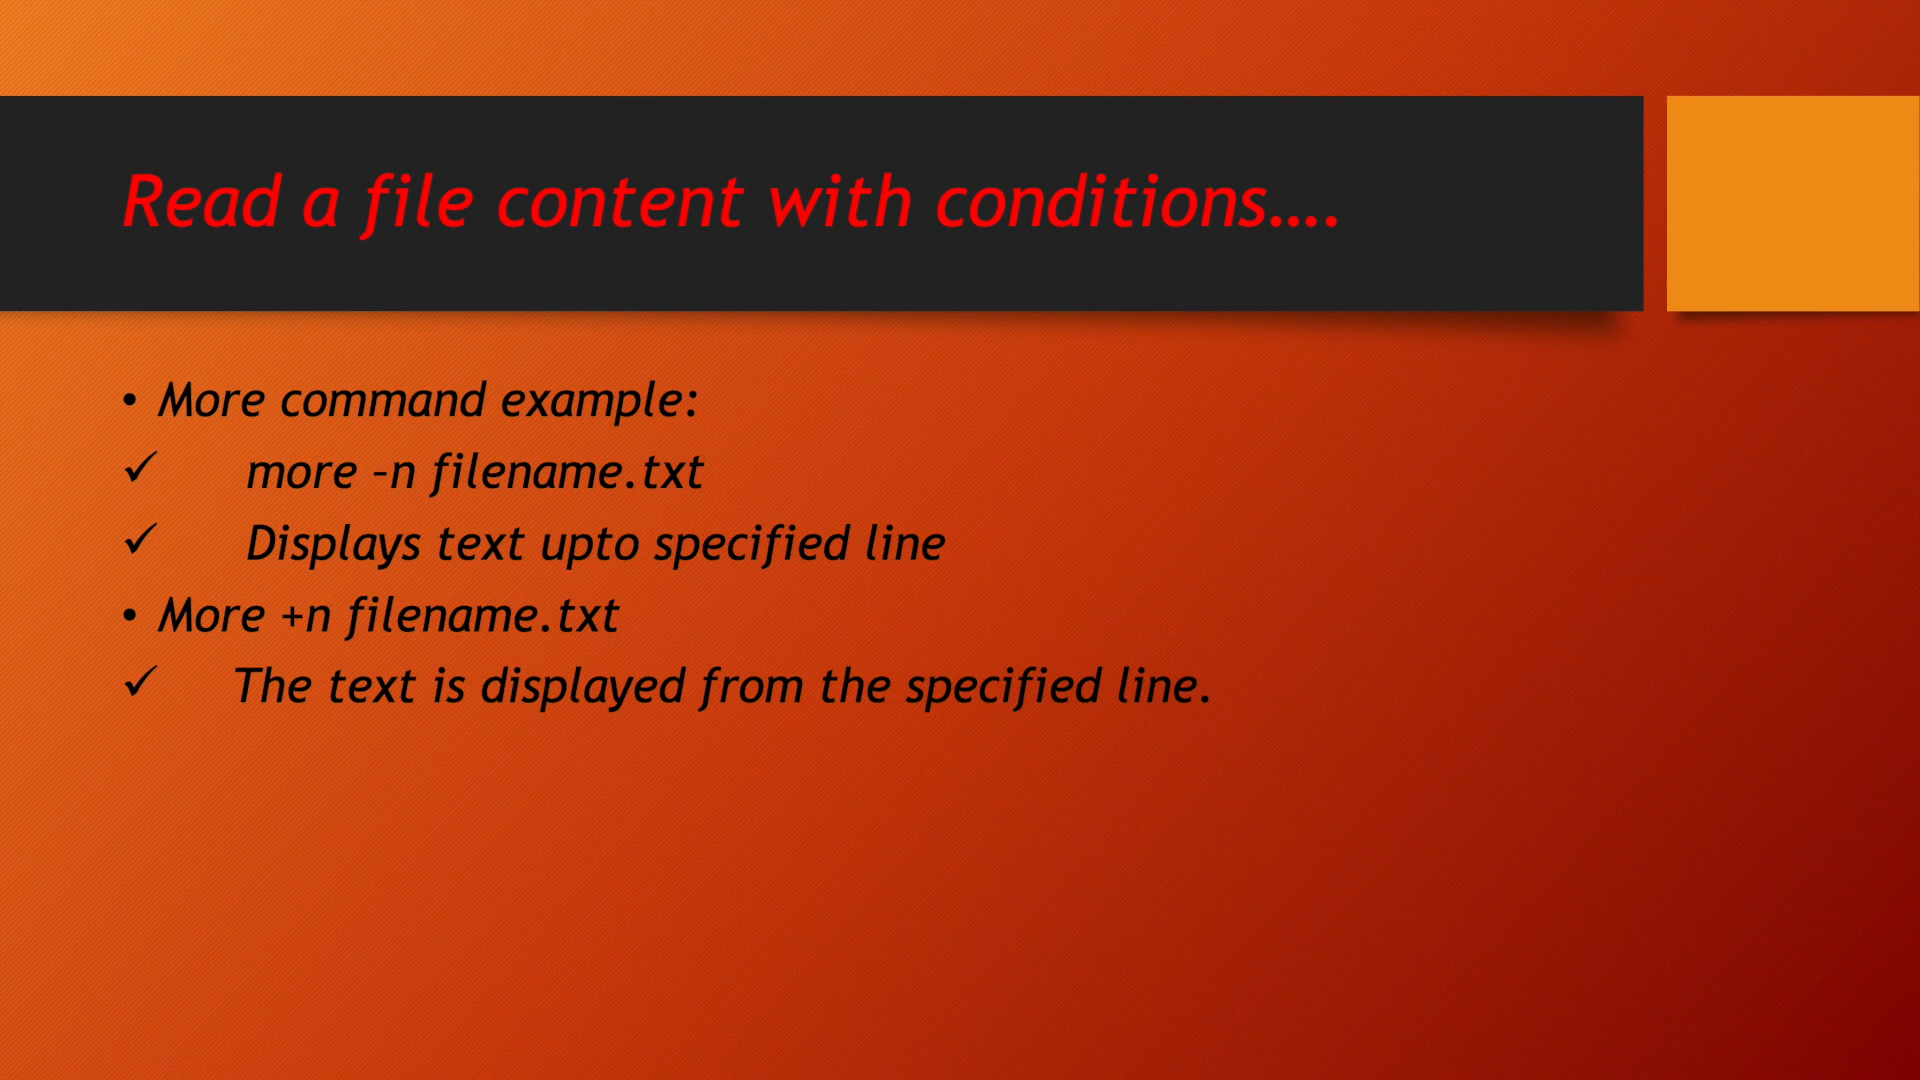 Read a file content with conditions....
• More command example:
✓ more –n filename.txt
✓ Displays text upto specified line
• More +n filename.txt
✓ The text is displayed from the specified line.